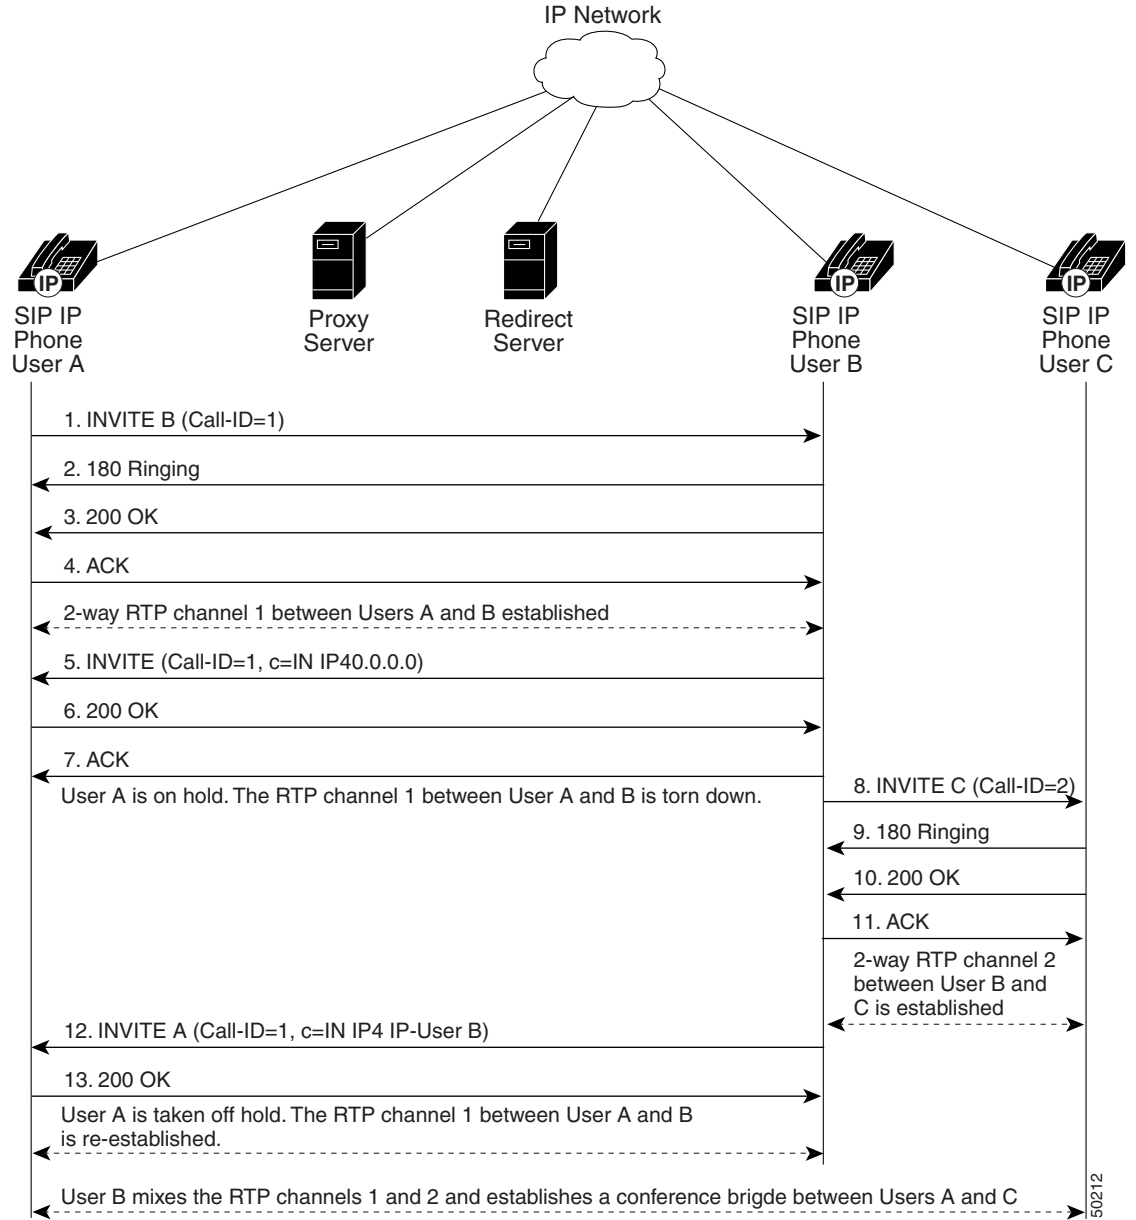 IP Network
IP
IP
IP
SIP IP
Phone
User A
Proxy
Server
Redirect
Server
SIP IP
Phone
User B
SIP IP
Phone
User C
1. INVITE B (Call-ID=1)
2. 180 Ringing
3. 200 OK
4. ACK
2-way RTP channel 1 between Users A and B established
5. INVITE (Call-ID=1, c=IN IP40.0.0.0)
6. 200 OK
7. ACK
User A is on hold. The RTP channel 1 between User A and B is torn down.
8. INVITE C (Call-ID=2)
9. 180 Ringing
10. 200 OK
11. ACK
2-way RTP channel 2
between User B and
C is established
12. INVITE A (Call-ID=1, c=IN IP4 IP-User B)
13. 200 OK
User A is taken off hold. The RTP channel 1 between User A and B
is re-established.
User B mixes the RTP channels 1 and 2 and establishes a conference brigde between Users A and C
50212